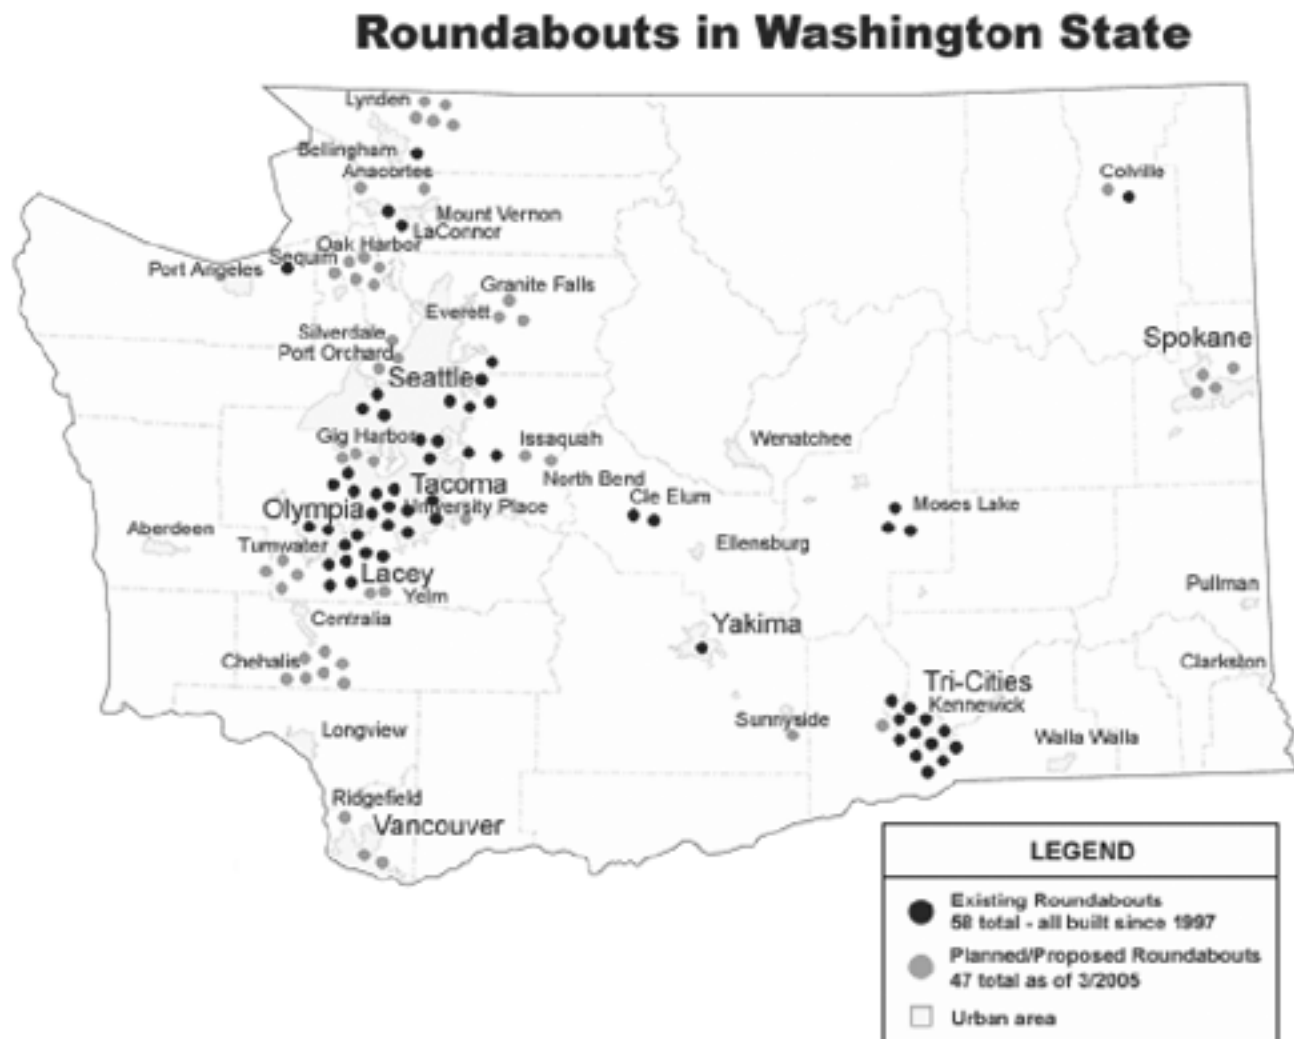 Roundabouts in Washington State
Lynden
Bellingham
Anacortes
Colville
Mount Vernon
LaConnor
Oak Harbor
Sequim
Port Angeles
Granite Falls
Everett
Silverdale
Port Orchard
Spokane
Seattle
Gig Harbor
Issaquah
Wenatchee
North Bend
Tacoma
Cle Elum
University Place
Moses Lake
Olympia
Aberdeen
Tumwater
Ellensburg
Lacey
Pullman
Yelm
Centralia
Yakima
Chehalis
Clarkston
Tri-Cities
Kennewick
Sunnyside
Longview
Walla Walla
Ridgefield
Vancouver
LEGEND
Existing Roundabouts
58 total - all built since 1997
Planned/Proposed Roundabouts
47 total as of 3/2005
Urban area